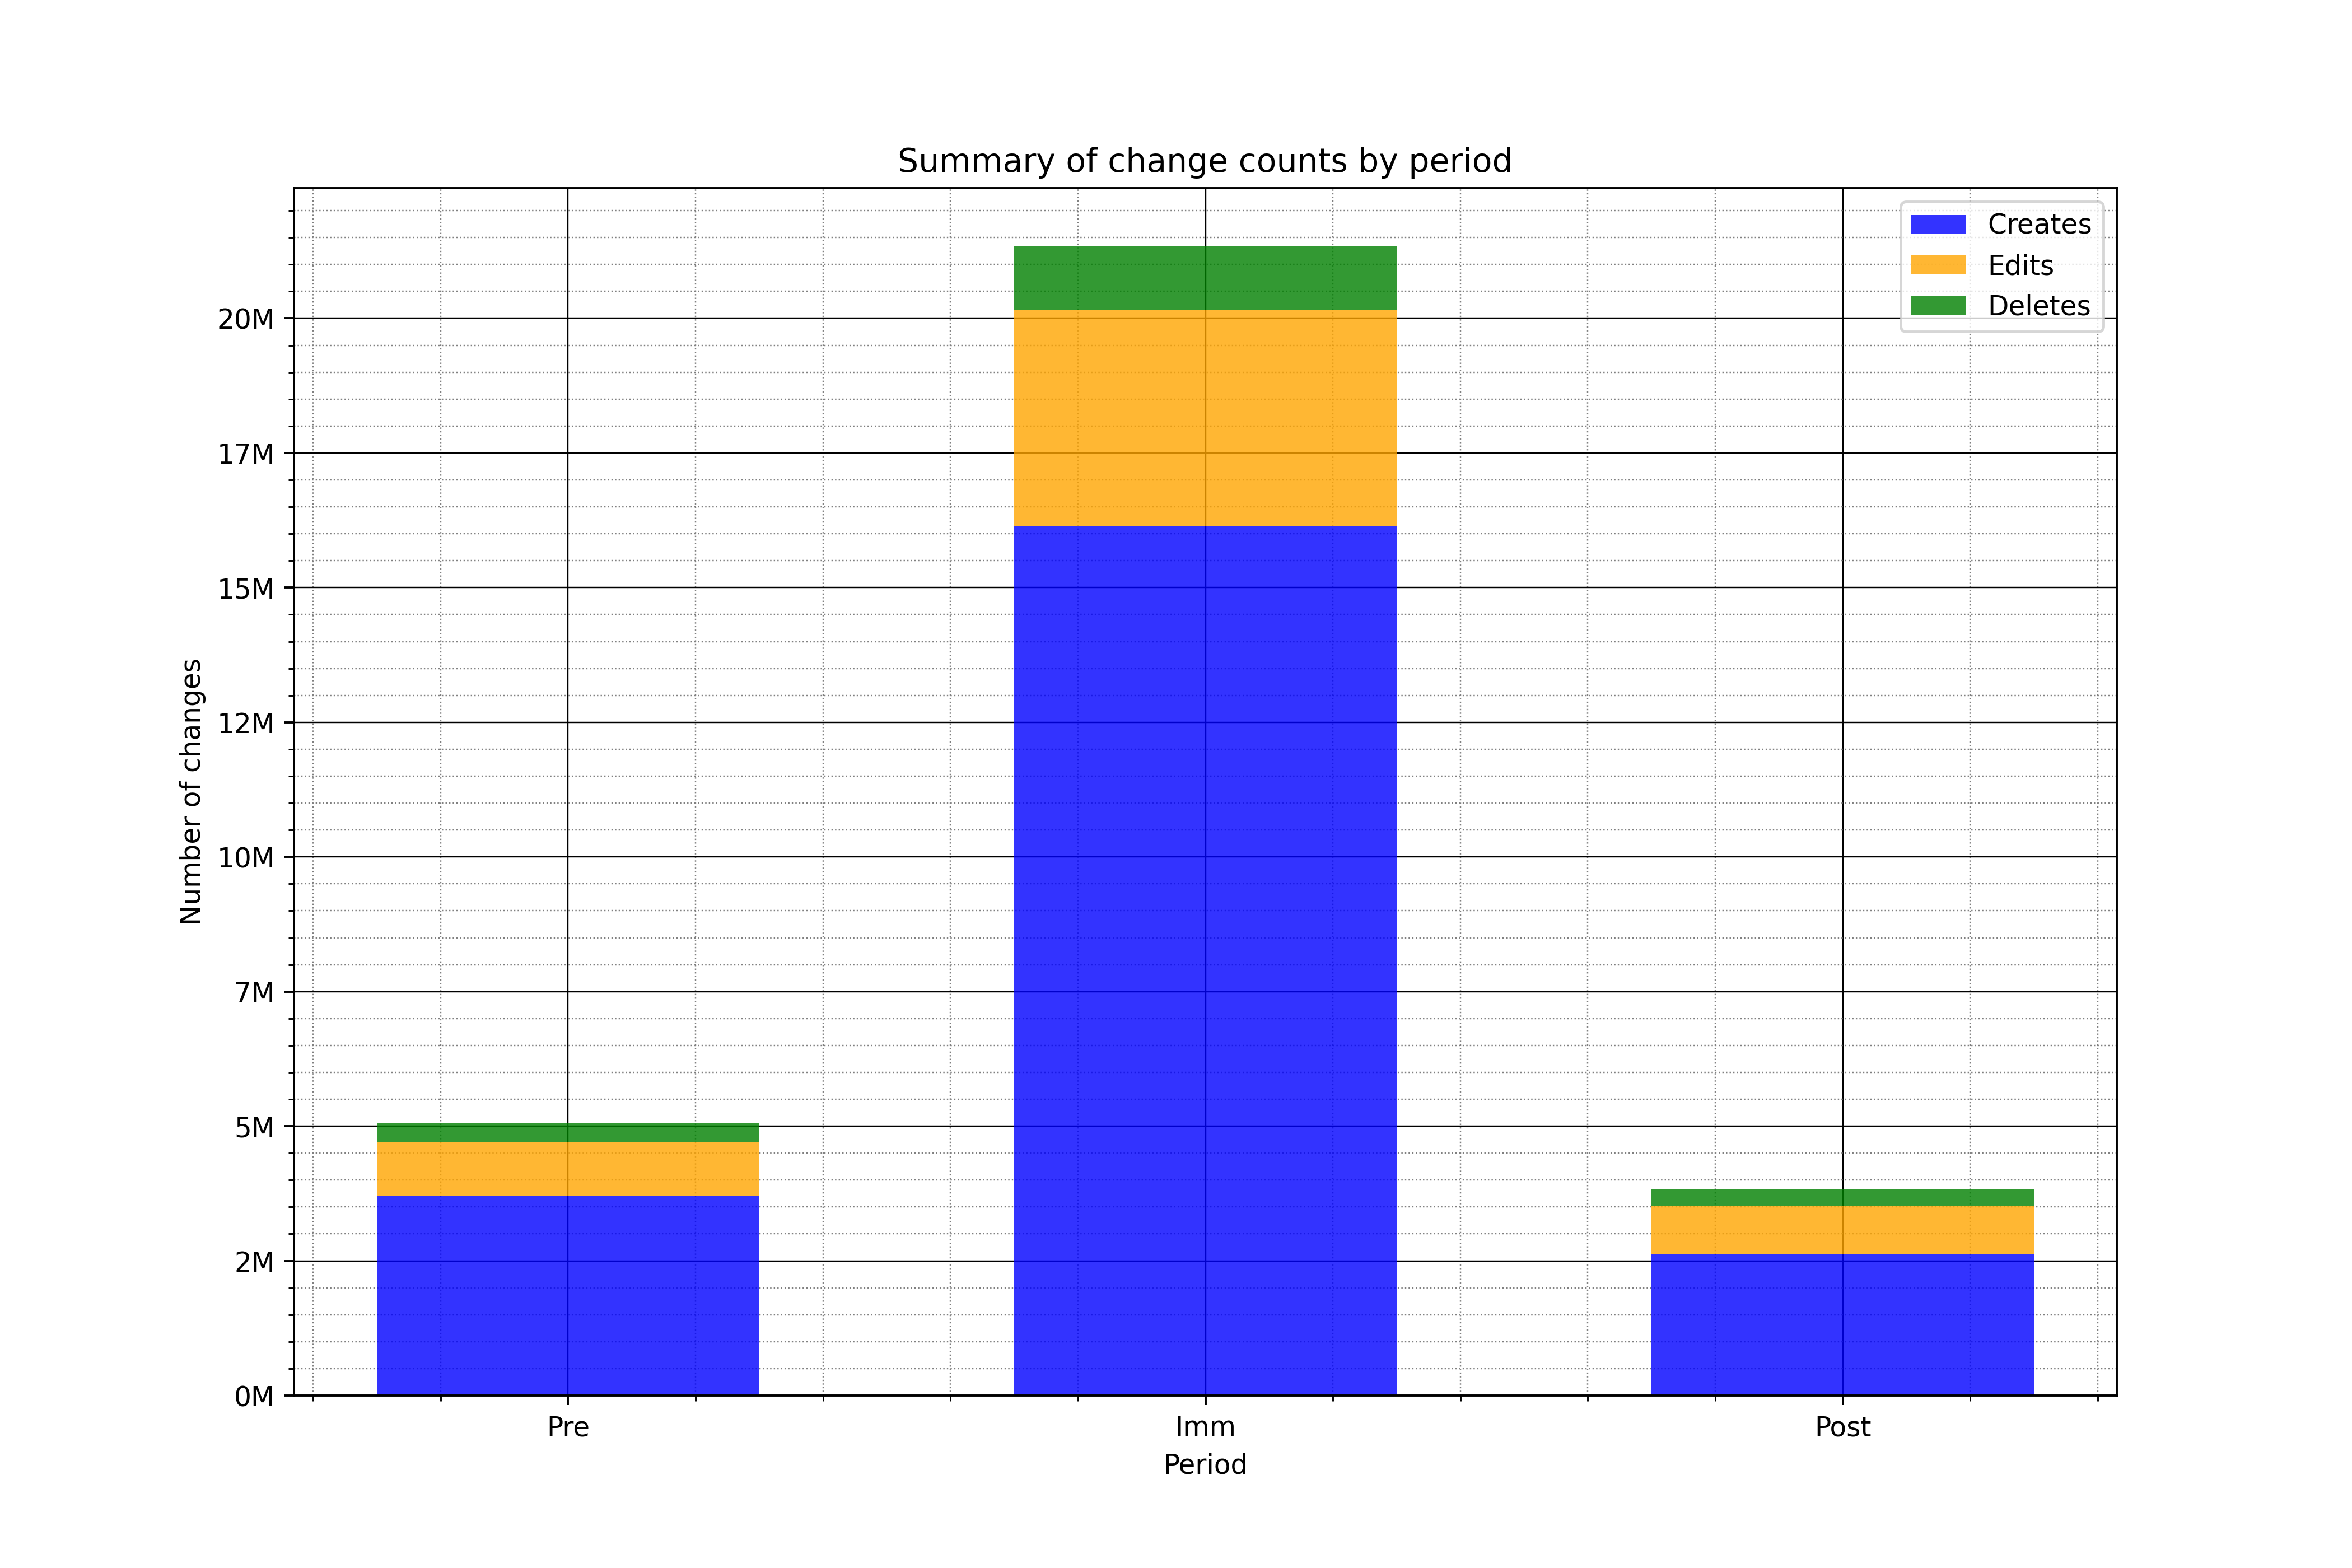 Summary of change counts by period
Creates
Edits
Deletes
20M
17M
15M
12M
10M
7M
5M
2M
0M
Number of changes
Pre
Imm
Post
Period